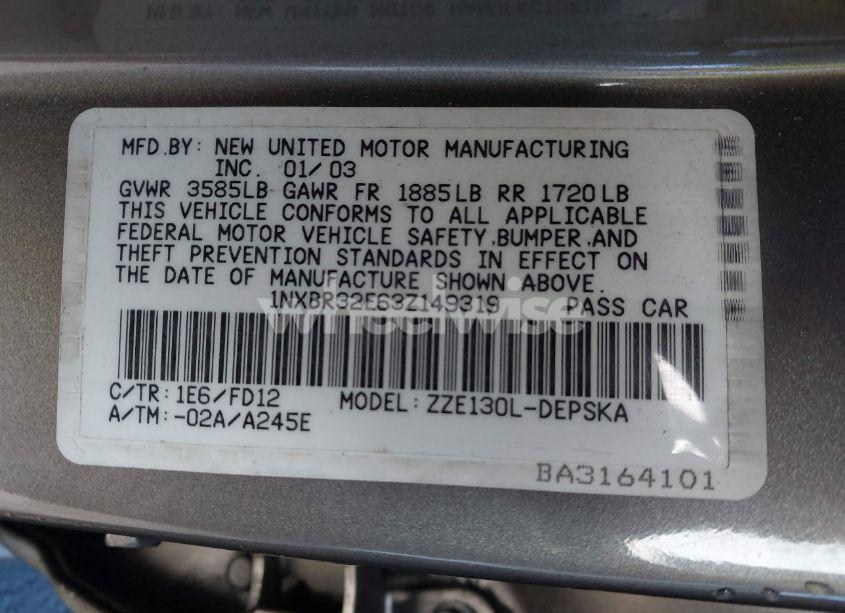 MFD.BY: NEW UNITED MOTOR MANUFACTURING
INC. 01/03
GVWR 3585LB GAWR FR 1885LB RR 1720LB
THIS VEHICLE CONFORMS TO ALL APPLICABLE
FEDERAL MOTOR VEHICLE SAFETY,BUMPER,AND
THEFT PREVENTION STANDARDS IN EFFECT ON
THE DATE OF MANUFACTURE SHOWN ABOVE.
1NXBR32E63Z149319 PASS CAR
wheelwise
C/TR: 1E6/FD12 MODEL: ZZE130L-DEPSKA
A/TM: -02A/A245E
BA3164101